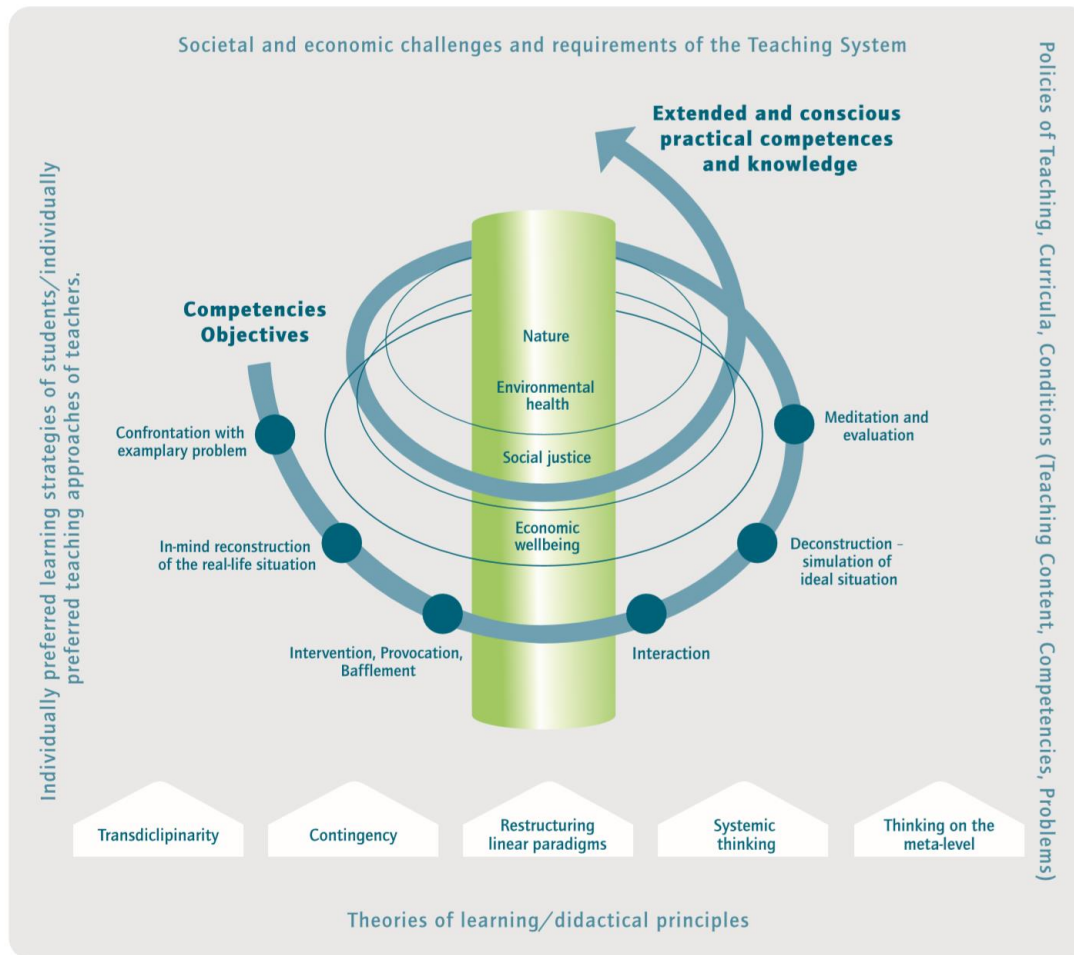 Societal and economic challenges and requirements of the Teaching System
Individually preferred learning strategies of students/individually
preferred teaching approaches of teachers.
Policies of Teaching, Curricula, Conditions (Teaching Content, Competencies, Problems)
Extended and conscious
practical competences
and knowledge
Competencies
Objectives
Nature
Environmental
health
Social justice
Economic
wellbeing
Confrontation with
examplary problem
In-mind reconstruction
of the real-life situation
Intervention, Provocation,
Bafflement
Interaction
Deconstruction –
simulation of
ideal situation
Meditation and
evaluation
Transdiclipinarity
Contingency
Restructuring
linear paradigms
Systemic
thinking
Thinking on the
meta-level
Theories of learning/didactical principles